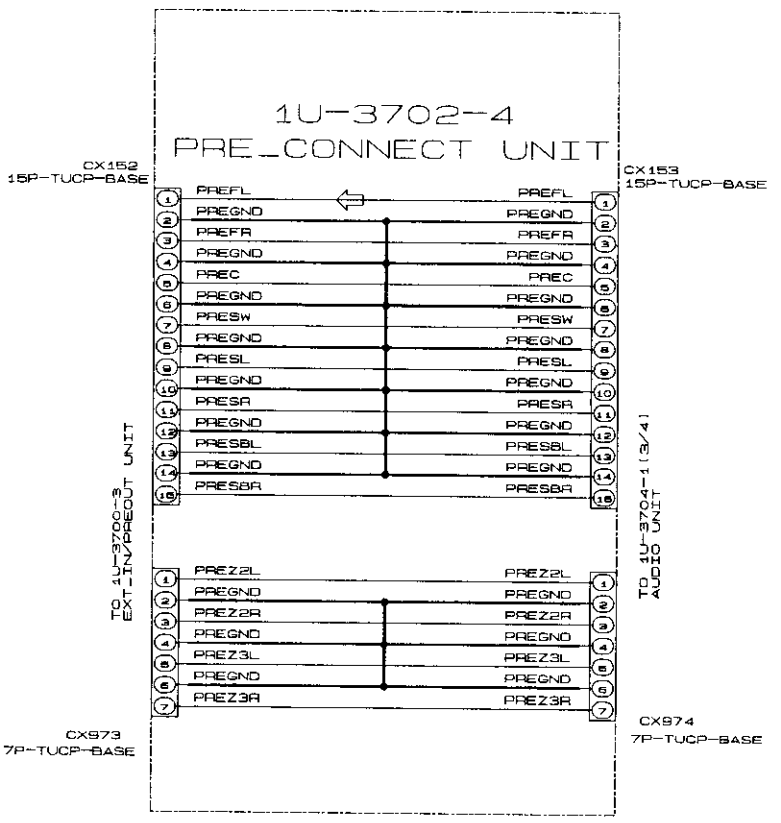 1U-3702-4
PRE_CONNECT UNIT
CX152
15P-TUCP-BASE
CX153
15P-TUCP-BASE
1 PREFL PREFL 1
2 PREGND PREGND 2
3 PREFR PREFR 3
4 PREGND PREGND 4
5 PREC PREC 5
6 PREGND PREGND 6
7 PRESW PRESW 7
8 PREGND PREGND 8
9 PRESL PRESL 9
10 PREGND PREGND 10
11 PRESR PRESR 11
12 PREGND PREGND 12
13 PRESBL PRESBL 13
14 PREGND PREGND 14
15 PRESBR PRESBR 15
TO 1U-3700-3
EXT_IN/PREOUT UNIT
TO 1U-3704-1(3/4)
AUDIO UNIT
1 PREZ2L PREZ2L 1
2 PREGND PREGND 2
3 PREZ2R PREZ2R 3
4 PREGND PREGND 4
5 PREZ3L PREZ3L 5
6 PREGND PREGND 6
7 PREZ3R PREZ3R 7
CX973
7P-TUCP-BASE
CX974
7P-TUCP-BASE